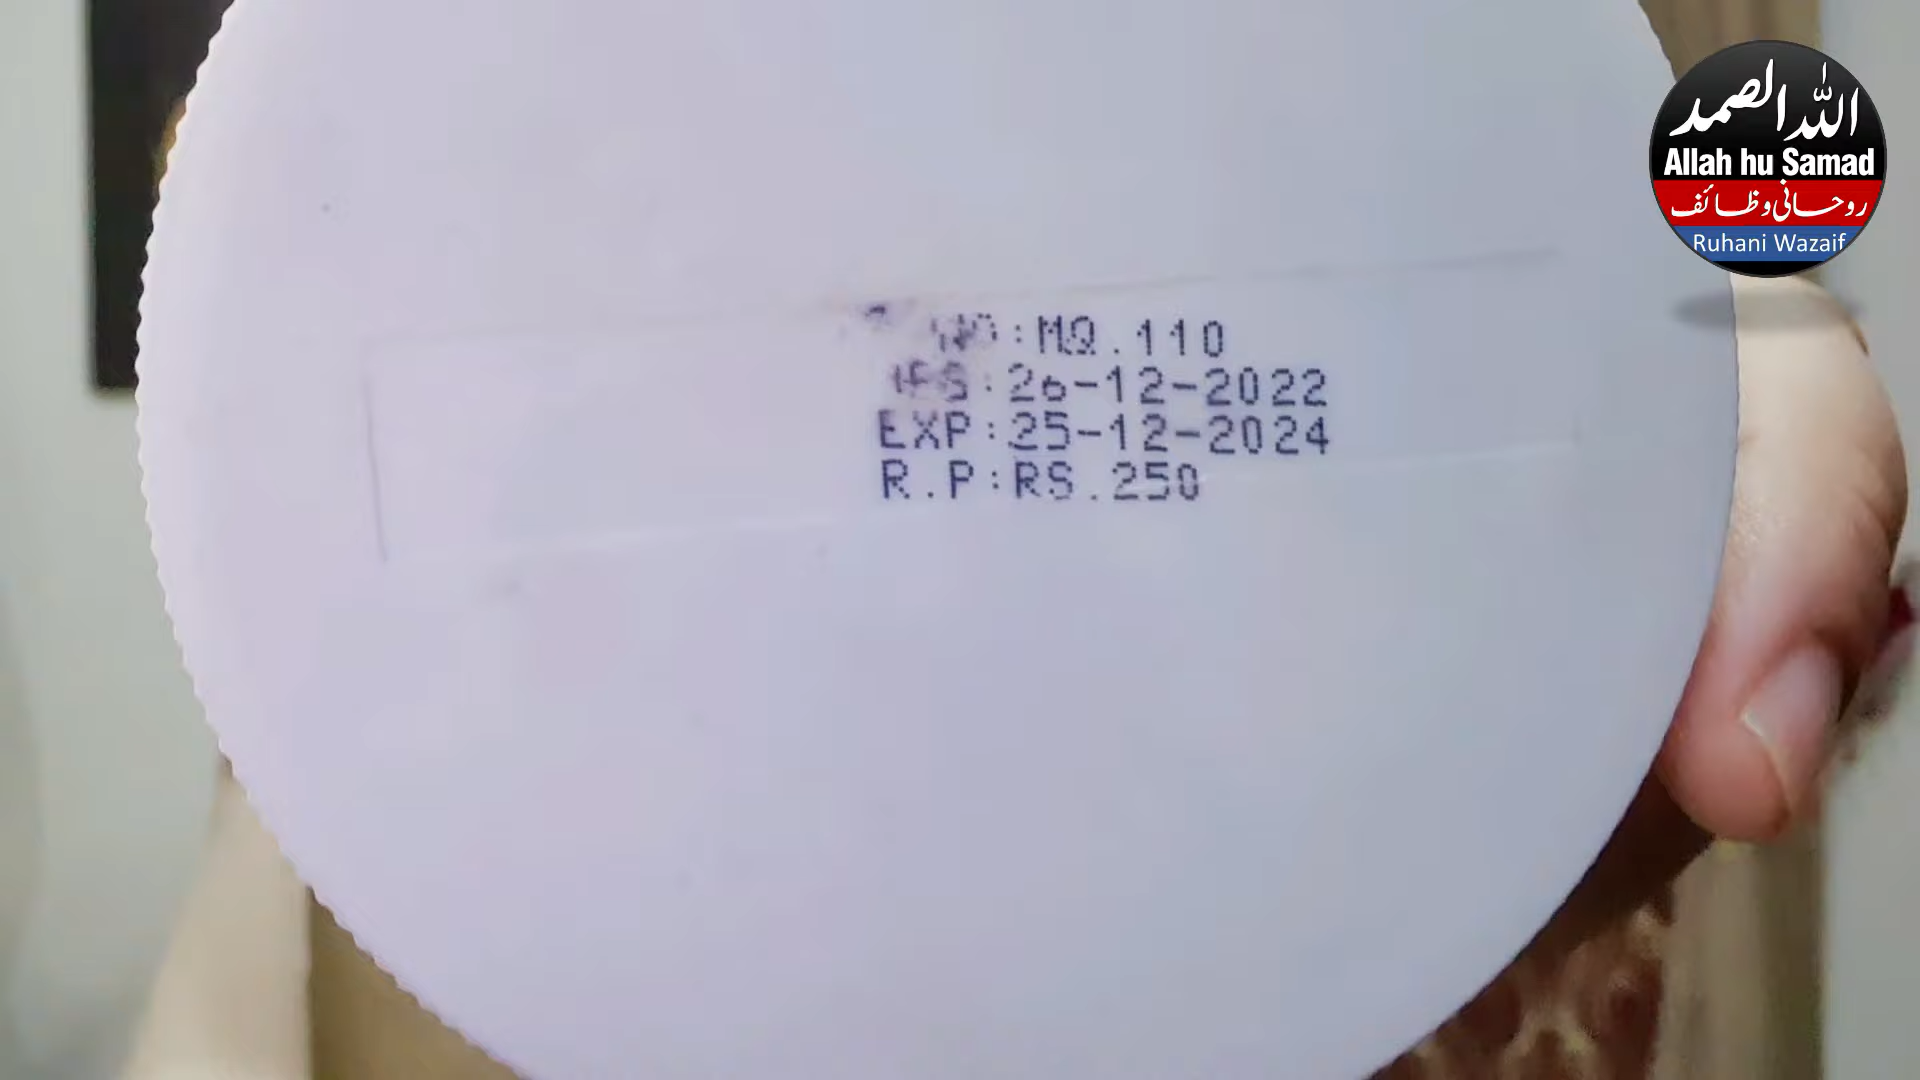 الله الصمد
Allah hu Samad
روحانی وظائف
Ruhani Wazaif
NO:MQ.110
26-12-2022
EXP:25-12-2024
R.P:RS.250